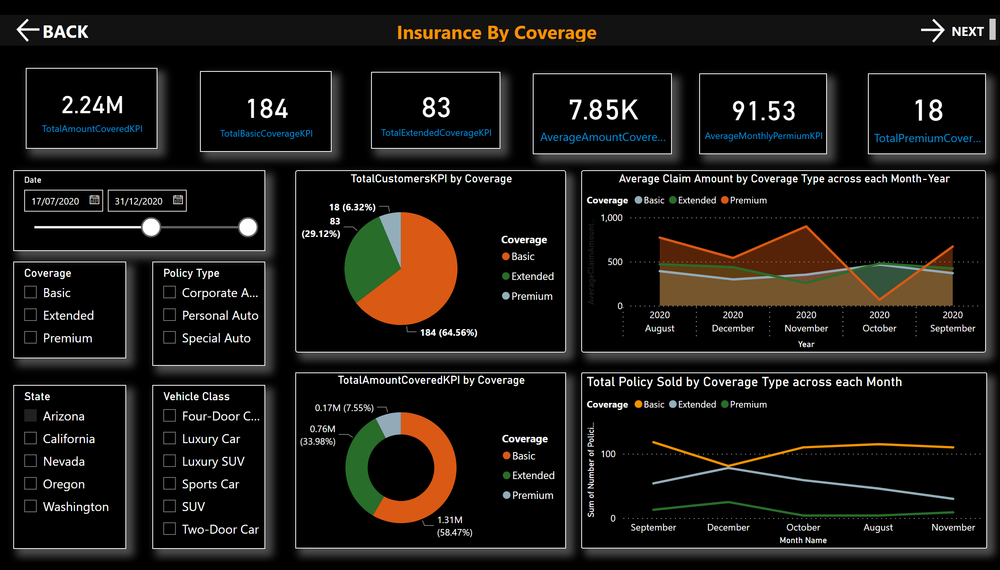 BACK
Insurance By Coverage
NEXT
2.24M
TotalAmountCoveredKPI
184
TotalBasicCoverageKPI
83
TotalExtendedCoverageKPI
7.85K
AverageAmountCovere...
91.53
AverageMonthlyPermiumKPI
18
TotalPremiumCover...
Date
17/07/2020
31/12/2020
Coverage
Basic
Extended
Premium
Policy Type
Corporate A...
Personal Auto
Special Auto
State
Arizona
California
Nevada
Oregon
Washington
Vehicle Class
Four-Door C...
Luxury Car
Luxury SUV
Sports Car
SUV
Two-Door Car
TotalCustomersKPI by Coverage
18 (6.32%)
83
(29.12%)
184 (64.56%)
Coverage
Basic
Extended
Premium
Average Claim Amount by Coverage Type across each Month-Year
Coverage Basic Extended Premium
AverageClaimAmount...
1,000
500
0
2020 2020 2020 2020 2020
August December November October September
Year
TotalAmountCoveredKPI by Coverage
0.17M (7.55%)
0.76M
(33.98%)
1.31M
(58.47%)
Coverage
Basic
Extended
Premium
Total Policy Sold by Coverage Type across each Month
Coverage Basic Extended Premium
Sum of Number of Polici...
100
0
September December October August November
Month Name